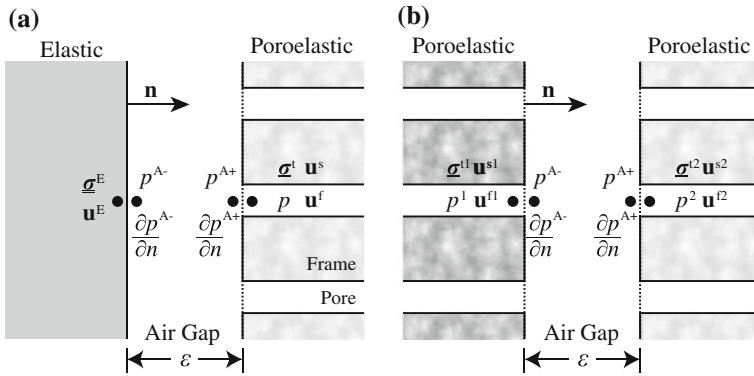 (a)
Elastic
Poroelastic
n
σ^E
u^E
p^A-
∂p^A-
∂n
p^A+
∂p^A+
∂n
σ^t u^s
p u^f
Frame
Pore
Air Gap
ε
(b)
Poroelastic
Poroelastic
n
σ^t1 u^s1
p^1 u^f1
p^A-
∂p^A-
∂n
p^A+
∂p^A+
∂n
σ^t2 u^s2
p^2 u^f2
Air Gap
ε